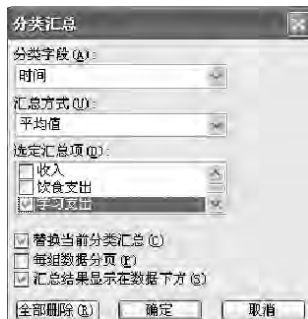 分类汇总
分类字段(A):
时间
汇总方式(U):
平均值
选定汇总项(D):
收入
饮食支出
学习支出
替换当前分类汇总(C)
每组数据分页(P)
汇总结果显示在数据下方(S)
全部删除(R) 确定 取消